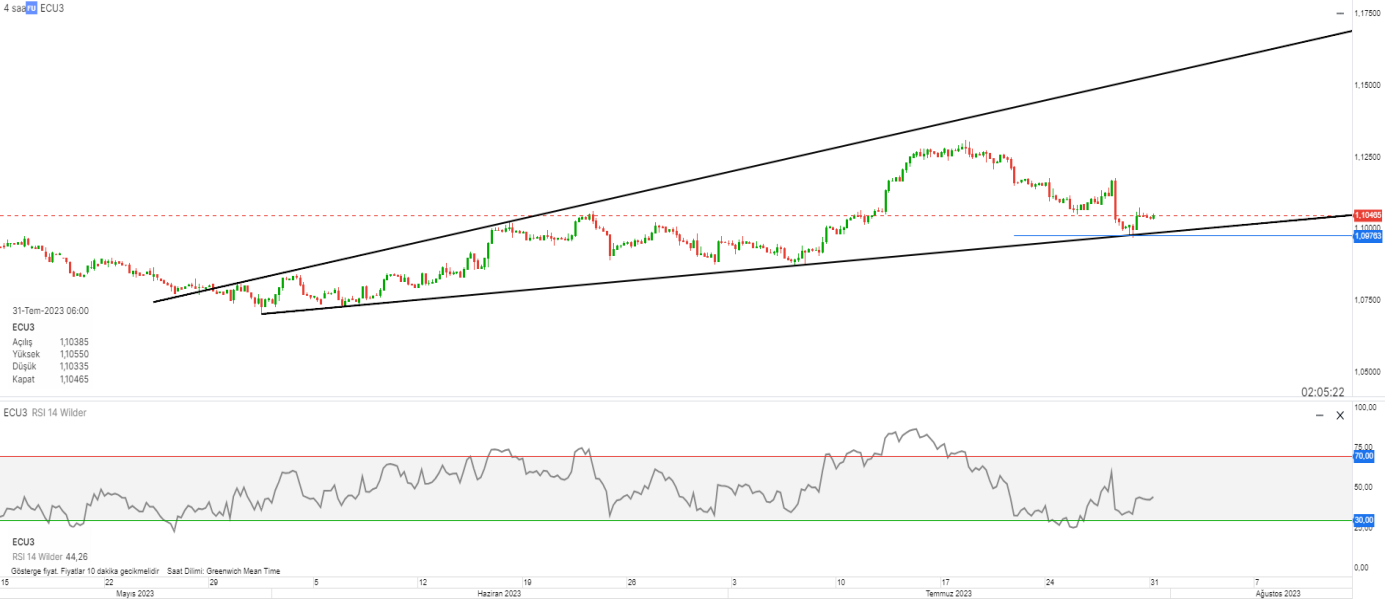 4 saa ru ECU3
1,17500
1,15000
1,12500
1,10465
1,10000
1,09763
1,07500
1,05000
31-Tem-2023 06:00
ECU3
Açılış 1,10385
Yüksek 1,10550
Düşük 1,10335
Kapat 1,10465
02:05:22
ECU3 RSI 14 Wilder
100,00
75,00
70,00
50,00
30,00
25,00
0,00
ECU3
RSI 14 Wilder 44,26
Gösterge fiyat. Fiyatlar 10 dakika gecikmelidir Saat Dilimi: Greenwich Mean Time
15 22 29 5 12 19 26 3 10 17 24 31 7
Mayıs 2023 Haziran 2023 Temmuz 2023 Ağustos 2023